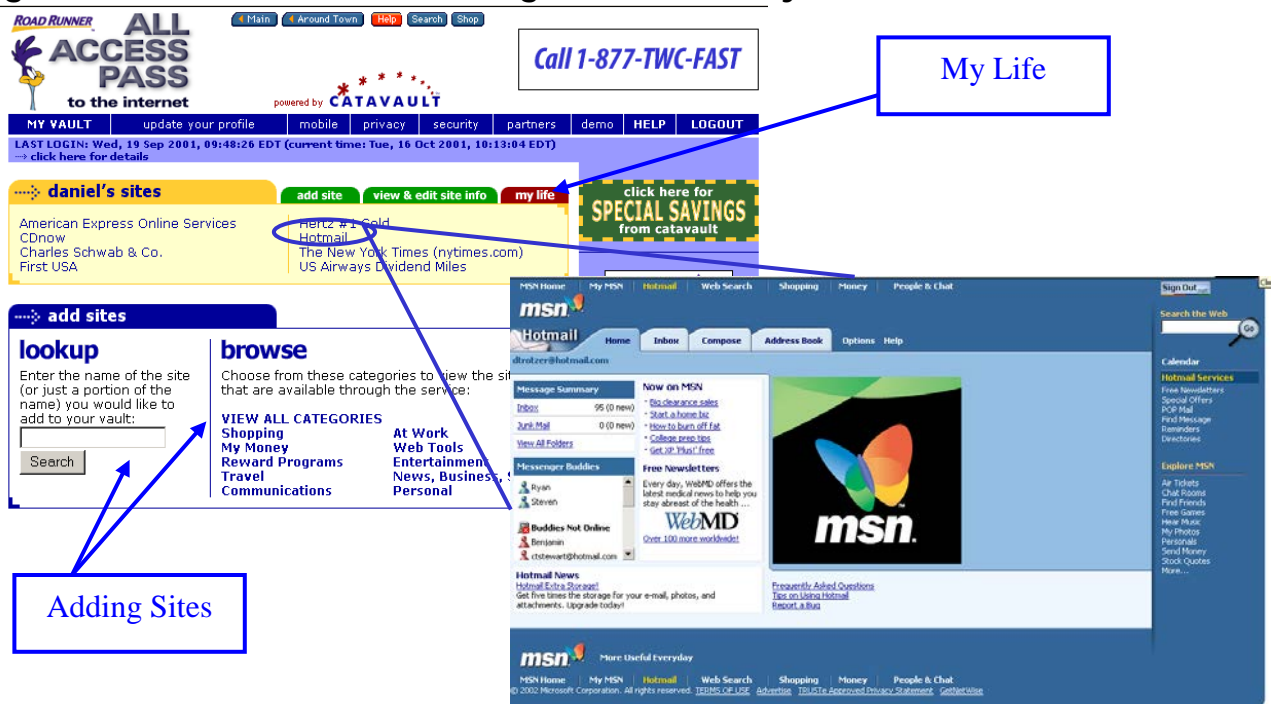 ROAD RUNNER
ALL
ACCESS
PASS
to the internet
Main Around Town Help Search Shop
powered by CATAVAULT
Call 1-877-TWC-FAST
My Life
MY VAULT update your profile mobile privacy security partners demo HELP LOGOUT
LAST LOGIN: Wed, 19 Sep 2001, 09:48:26 EDT (current time: Tue, 16 Oct 2001, 10:13:04 EDT)
click here for details
daniel's sites
add site view & edit site info my life
American Express Online Services
CDnow
Charles Schwab & Co.
First USA
Hertz #1 Gold
Hotmail
The New York Times (nytimes.com)
US Airways Dividend Miles
click here for
SPECIAL SAVINGS
from catavault
add sites
lookup
Enter the name of the site
(or just a portion of the
name) you would like to
add to your vault:
Search
browse
Choose from these categories to view the
that are available through the service:
VIEW ALL CATEGORIES
Shopping
My Money
Reward Programs
Travel
Communications
At Work
Web Tools
Entertainment
News, Business,
Personal
Adding Sites
MSN Home My MSN Hotmail Web Search Shopping Money People & Chat
Sign Out
msn
Hotmail Home Inbox Compose Address Book Options Help
dtrotzer@hotmail.com
Message Summary
Inbox 95 (0 new)
Junk Mail 0 (0 new)
View All Folders
Messenger Buddies
Ryan
Steven
Buddies Not Online
Benjamin
ctstewart@hotmail.com
Now on MSN
Big clearance sales
Start a home biz
How to burn off fat
College prep tips
Get XP 'Plus!' free
Free Newsletters
Every day, WebMD offers the
latest medical news to help you
stay abreast of the health ...
WebMD
Over 100 more worldwide!
msn.
Hotmail News
Hotmail Extra Storage!
Get five times the storage for your e-mail, photos, and
attachments. Upgrade today!
Frequently Asked Questions
Tips on Using Hotmail
Report a Bug
Search the Web
Go
Calendar
Hotmail Services
Free Newsletters
Special Offers
POP Mail
Find Message
Reminders
Directories
Explore MSN
Air Tickets
Chat Rooms
Find Friends
Free Games
Hear Music
My Photos
Personals
Send Money
Stock Quotes
More...
msn More Useful Everyday
MSN Home My MSN Hotmail Web Search Shopping Money People & Chat
© 2002 Microsoft Corporation. All rights reserved. TERMS OF USE Advertise TRUSTe Approved Privacy Statement GetNetWise